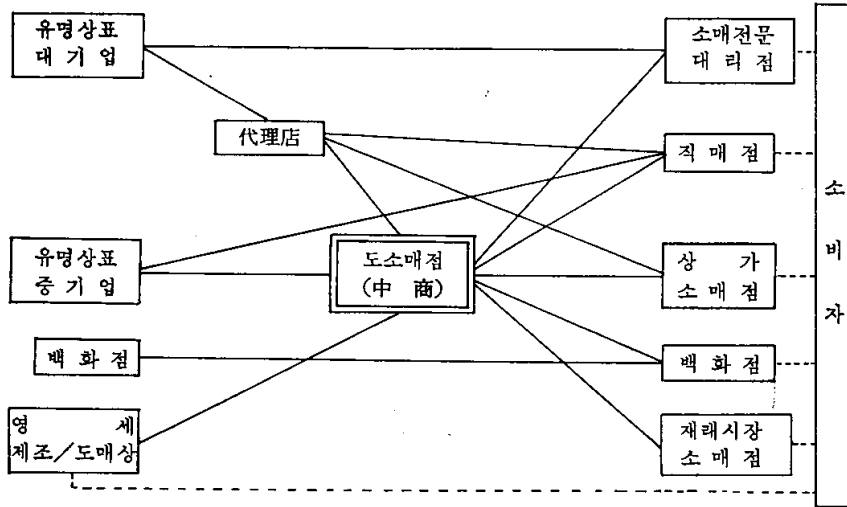 유명상표
대 기 업
소매전문
대 리 점
代理店
직 매 점
소
비
자
유명상표
중 기 업
도소매점
(中 商)
상 가
소 매 점
백 화 점
백 화 점
영 세
제조／도매상
재래시장
소 매 점